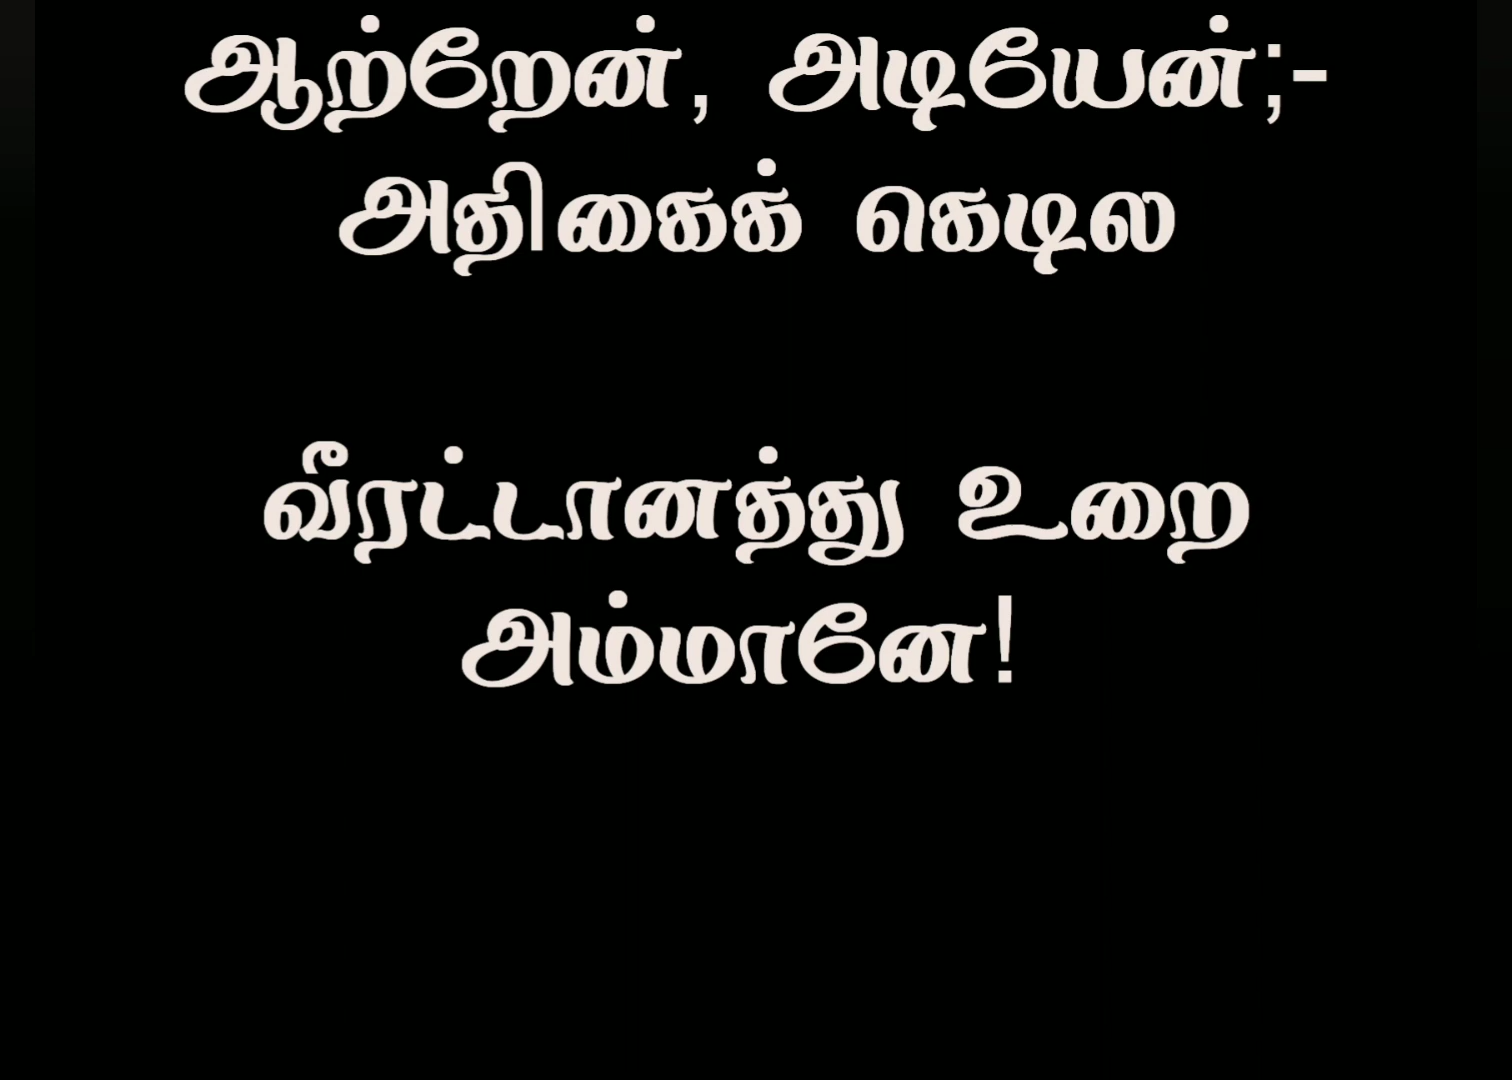 ஆற்றேன், அடியேன்;-
அதிகைக் கெடில
வீரட்டானத்து உறை
அம்மானே!